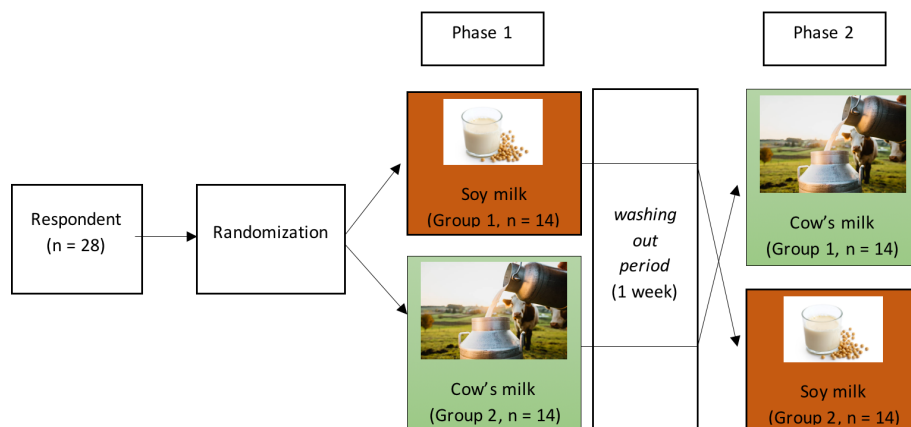 Phase 1
Phase 2
Respondent
(n = 28)
Randomization
Soy milk
(Group 1, n = 14)
Cow's milk
(Group 2, n = 14)
washing
out
period
(1 week)
Cow's milk
(Group 1, n = 14)
Soy milk
(Group 2, n = 14)